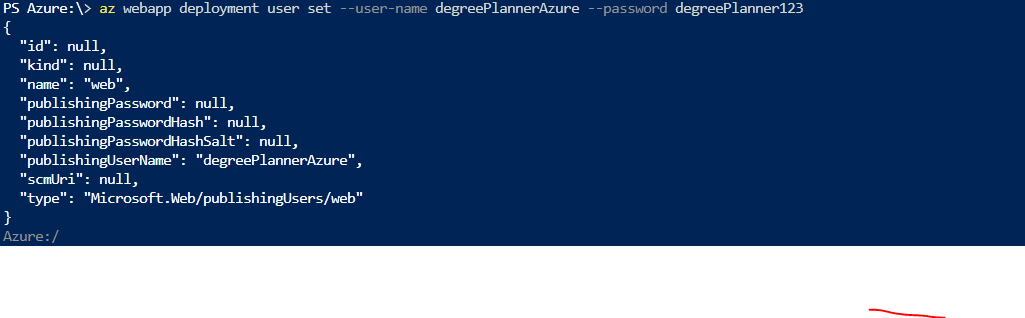 PS Azure:\> az webapp deployment user set --user-name degreePlannerAzure --password degreePlanner123
{
  "id": null,
  "kind": null,
  "name": "web",
  "publishingPassword": null,
  "publishingPasswordHash": null,
  "publishingPasswordHashSalt": null,
  "publishingUserName": "degreePlannerAzure",
  "scmUri": null,
  "type": "Microsoft.Web/publishingUsers/web"
}
Azure:/